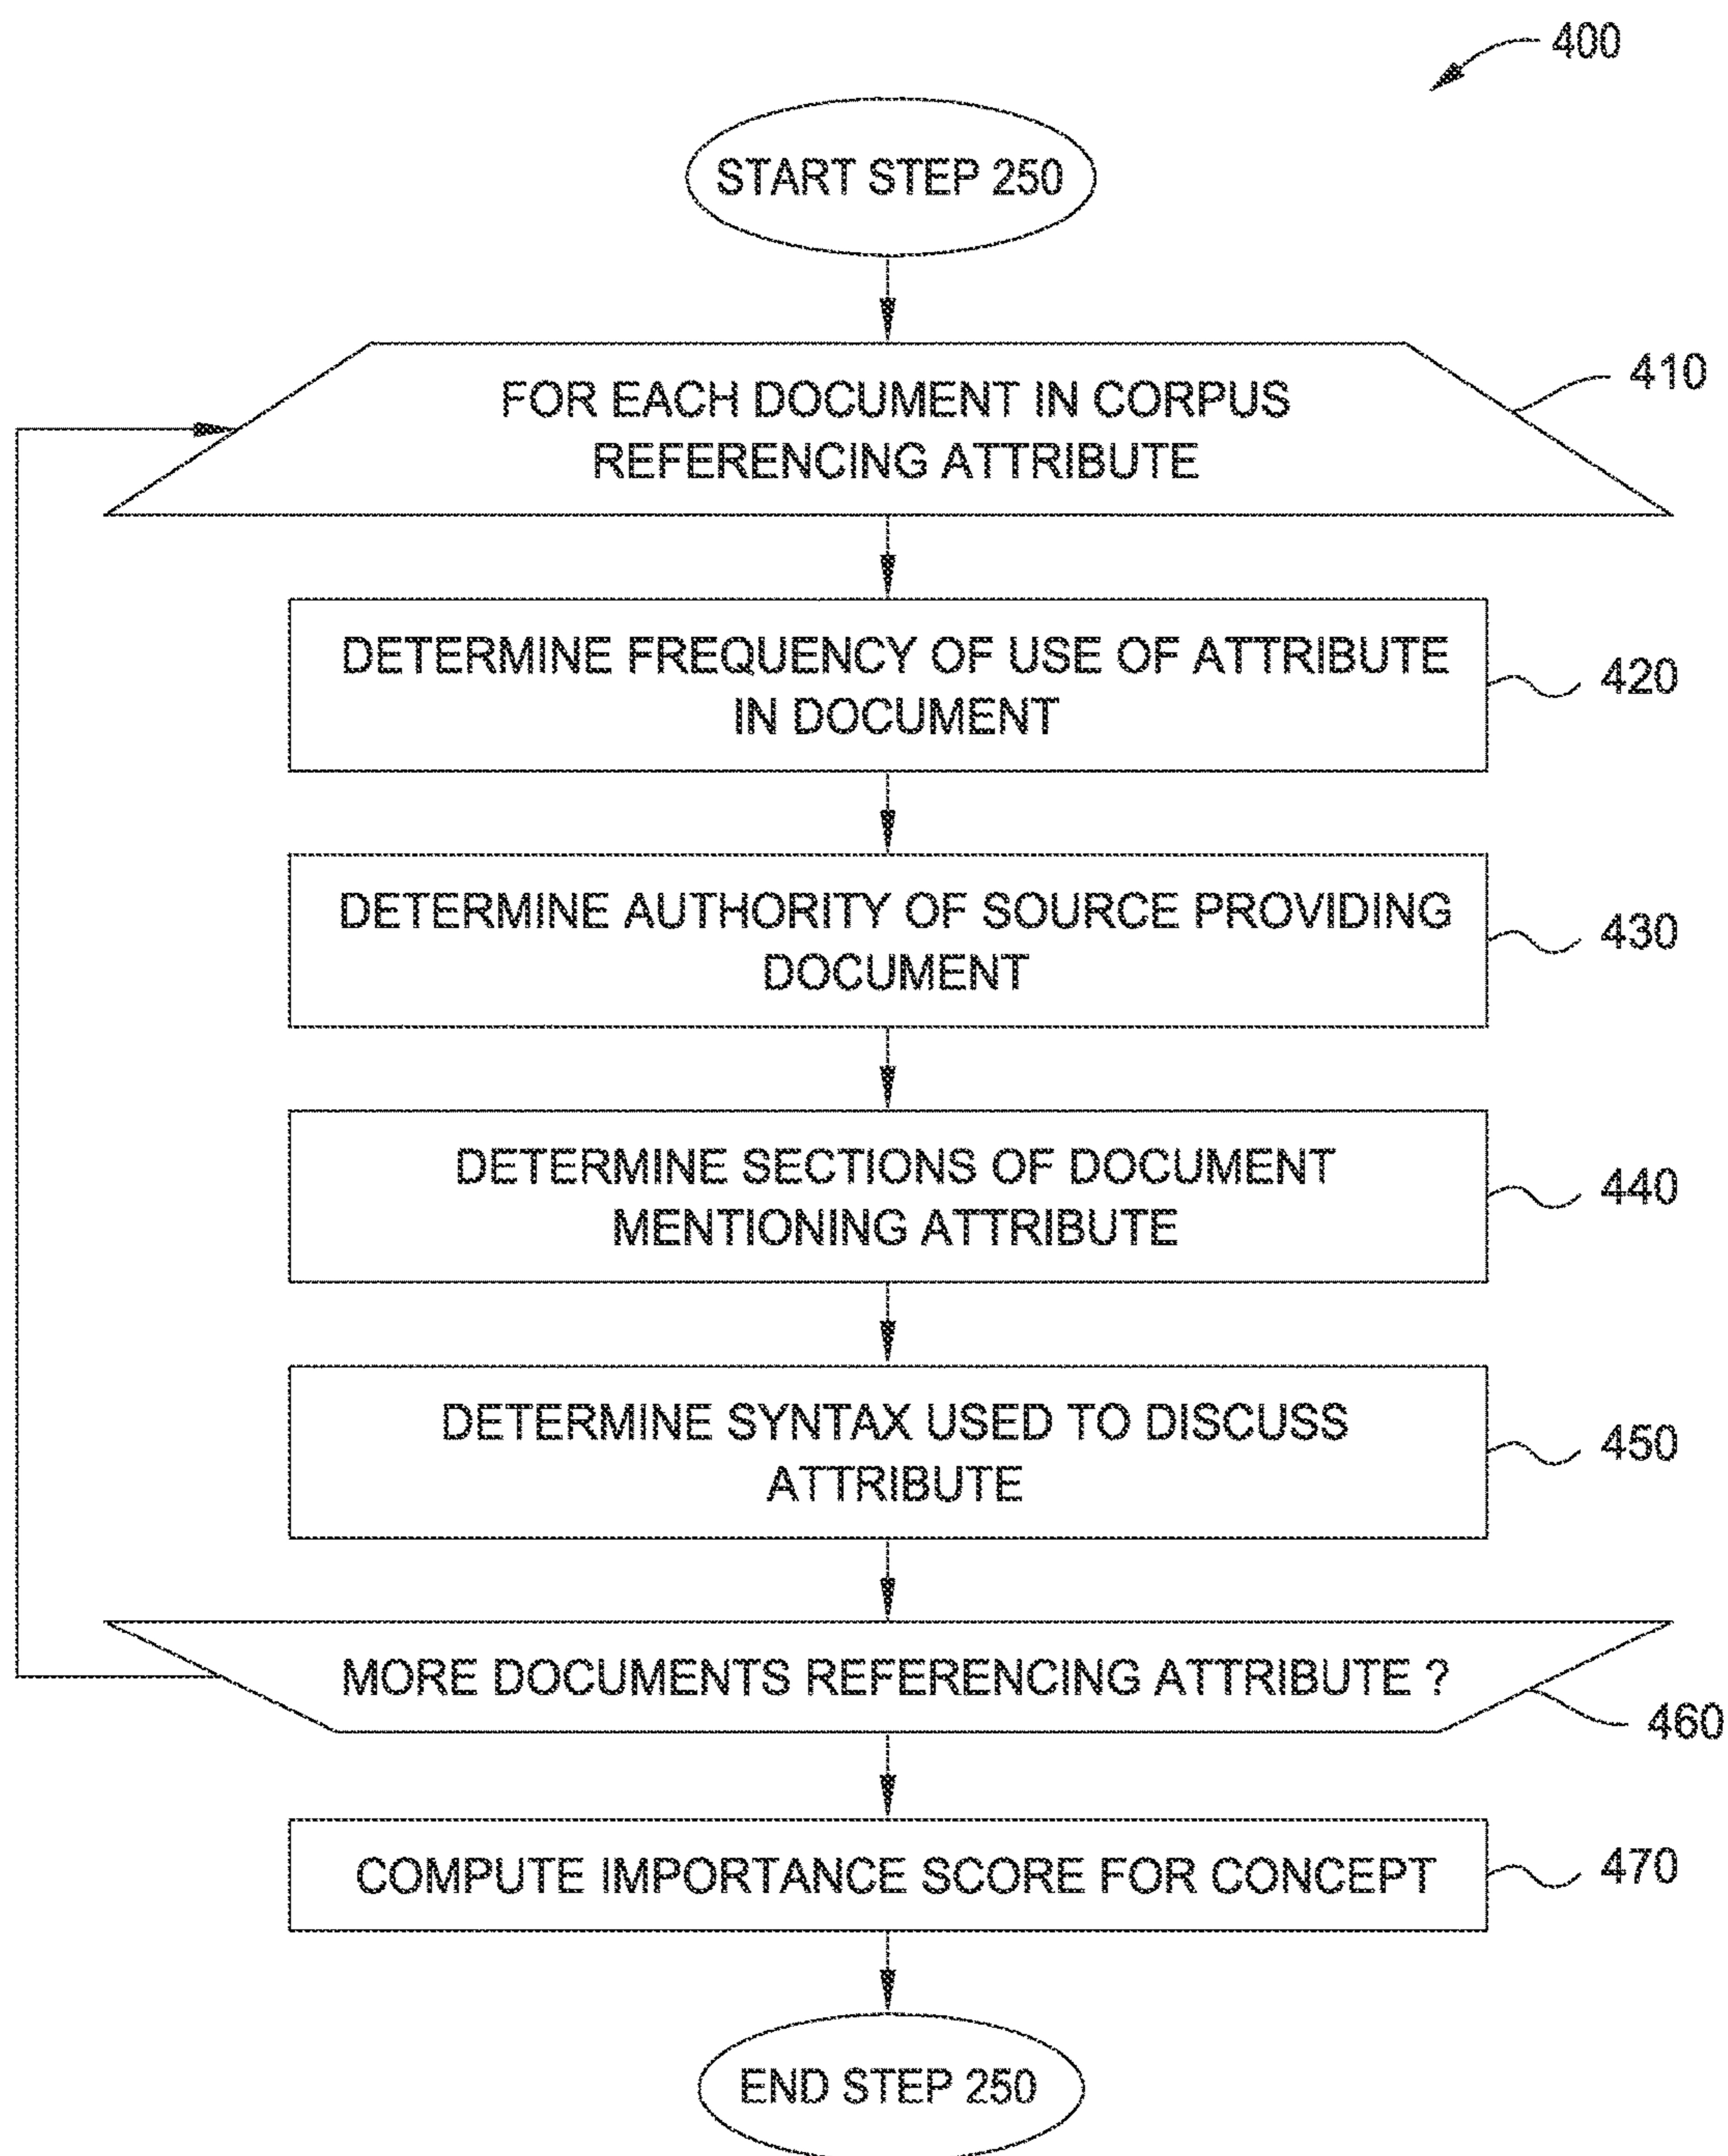 400
START STEP 250
FOR EACH DOCUMENT IN CORPUS
REFERENCING ATTRIBUTE
410
DETERMINE FREQUENCY OF USE OF ATTRIBUTE
IN DOCUMENT
420
DETERMINE AUTHORITY OF SOURCE PROVIDING
DOCUMENT
430
DETERMINE SECTIONS OF DOCUMENT
MENTIONING ATTRIBUTE
440
DETERMINE SYNTAX USED TO DISCUSS
ATTRIBUTE
450
MORE DOCUMENTS REFERENCING ATTRIBUTE ?
460
COMPUTE IMPORTANCE SCORE FOR CONCEPT
470
END STEP 250